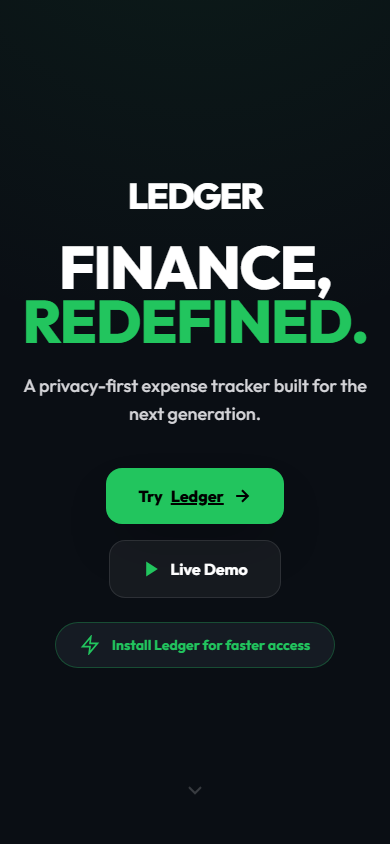 LEDGER
FINANCE,
REDEFINED.
A privacy-first expense tracker built for the
next generation.
Try Ledger →
Live Demo
Install Ledger for faster access